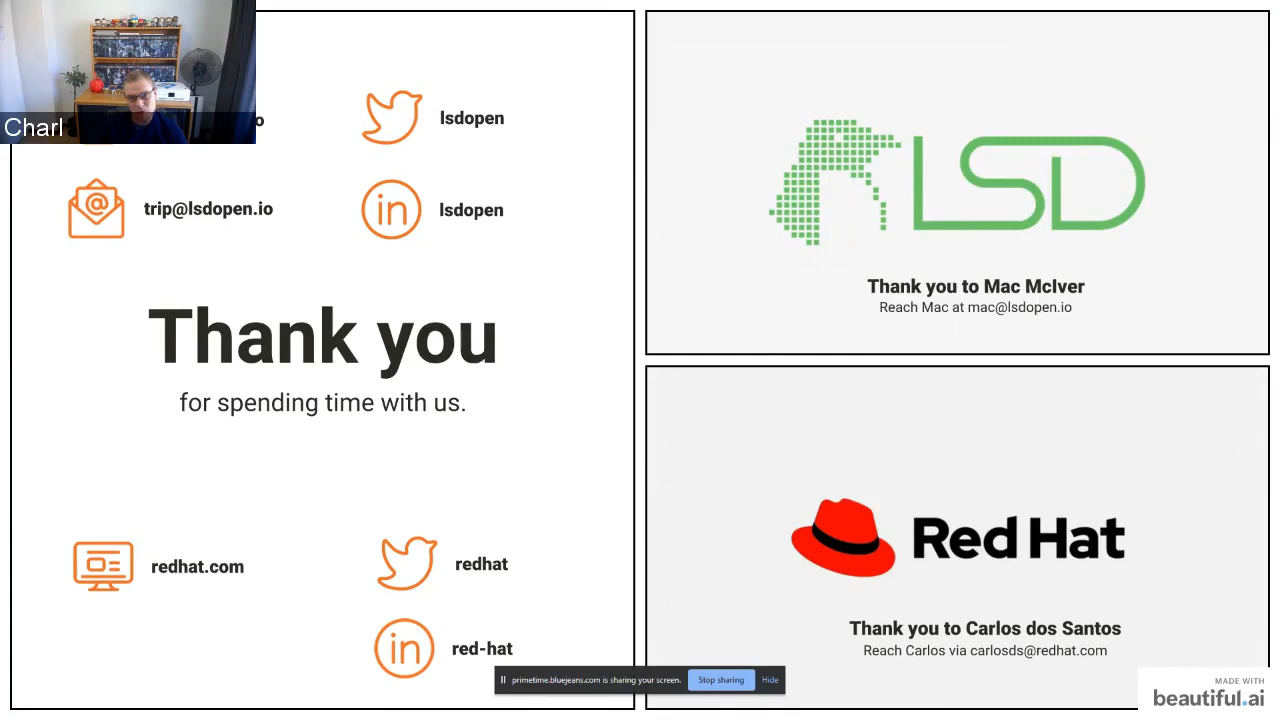 Charl
o
lsdopen
trip@lsdopen.io
lsdopen
Thank you
for spending time with us.
redhat.com
redhat
red-hat
LSD
Thank you to Mac McIver
Reach Mac at mac@lsdopen.io
Red Hat
Thank you to Carlos dos Santos
Reach Carlos via carlosds@redhat.com
primetime.bluejeans.com is sharing your screen.
Stop sharing
Hide
MADE WITH
beautiful.ai